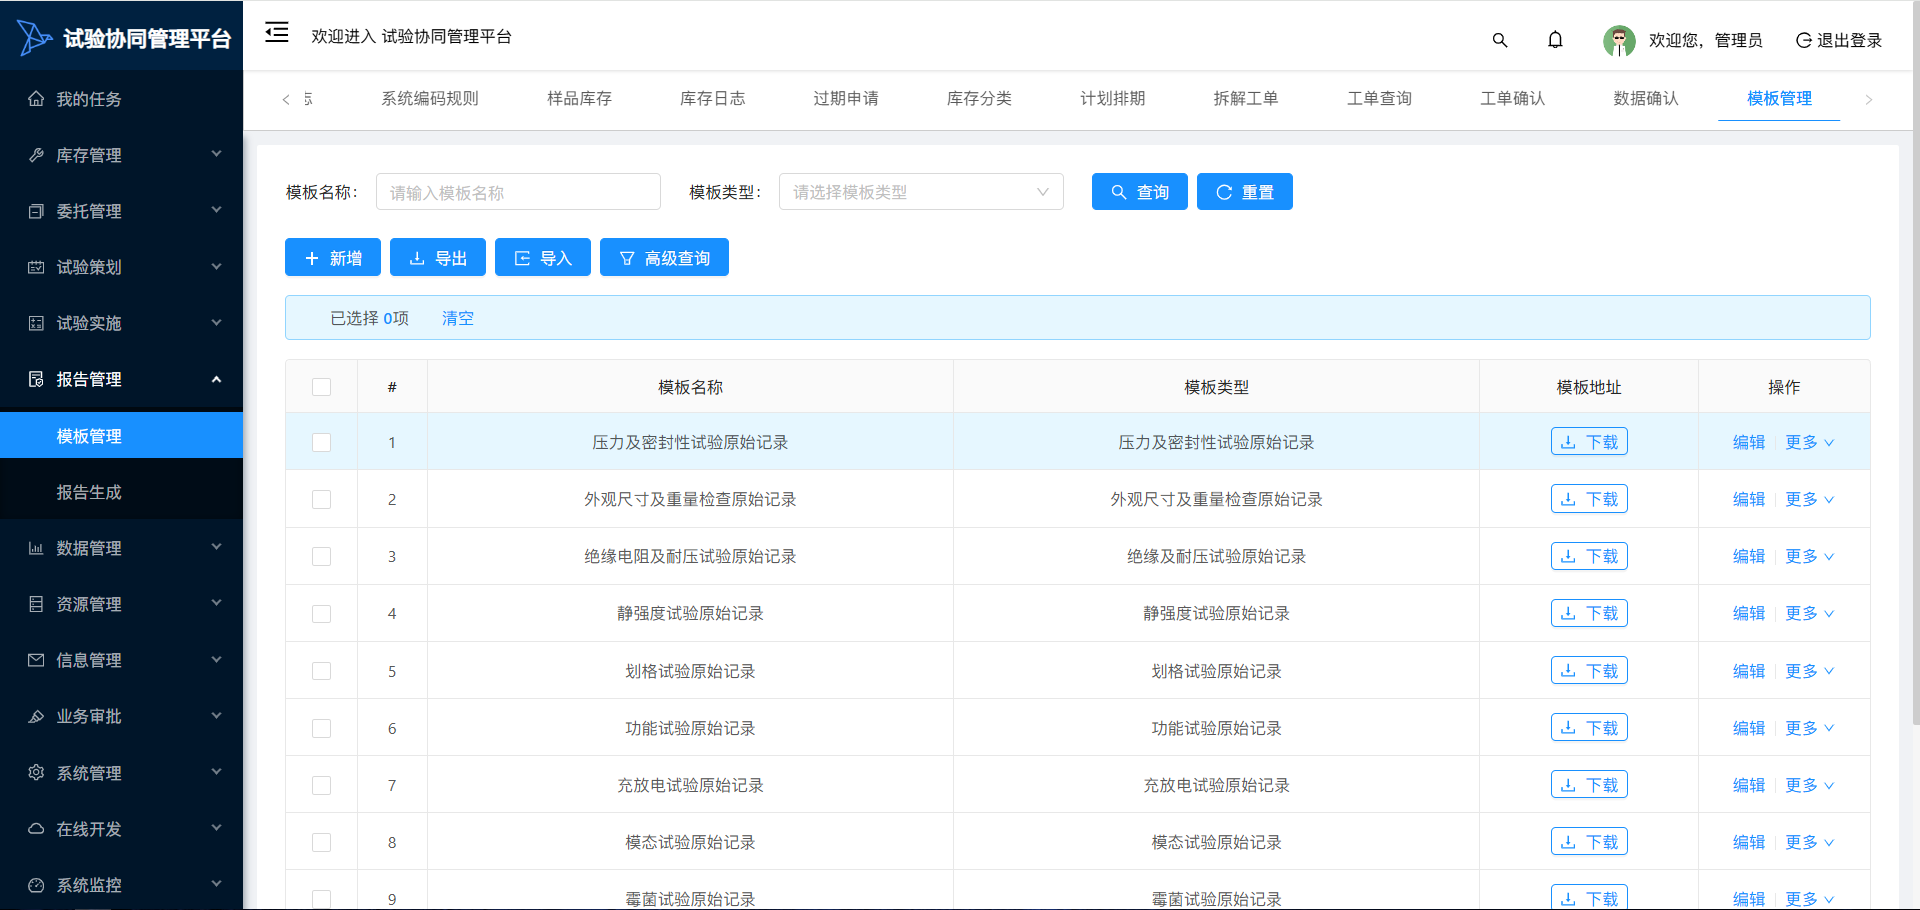 试验协同管理平台
欢迎进入 试验协同管理平台
欢迎您，管理员
退出登录
我的任务
库存管理
委托管理
试验策划
试验实施
报告管理
模板管理
报告生成
数据管理
资源管理
信息管理
业务审批
系统管理
在线开发
系统监控
系统编码规则
样品库存
库存日志
过期申请
库存分类
计划排期
拆解工单
工单查询
工单确认
数据确认
模板管理
模板名称：
请输入模板名称
模板类型：
请选择模板类型
查询
重置
新增
导出
导入
高级查询
已选择 0项 清空
# 模板名称 模板类型 模板地址 操作
1 压力及密封性试验原始记录 压力及密封性试验原始记录 下载 编辑 更多
2 外观尺寸及重量检查原始记录 外观尺寸及重量检查原始记录 下载 编辑 更多
3 绝缘电阻及耐压试验原始记录 绝缘及耐压试验原始记录 下载 编辑 更多
4 静强度试验原始记录 静强度试验原始记录 下载 编辑 更多
5 划格试验原始记录 划格试验原始记录 下载 编辑 更多
6 功能试验原始记录 功能试验原始记录 下载 编辑 更多
7 充放电试验原始记录 充放电试验原始记录 下载 编辑 更多
8 模态试验原始记录 模态试验原始记录 下载 编辑 更多
9 霉菌试验原始记录 霉菌试验原始记录 下载 编辑 更多